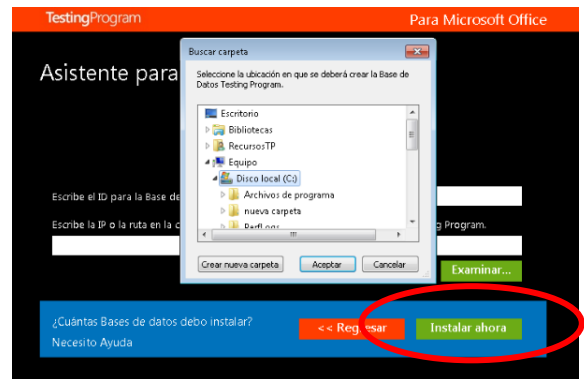 TestingProgram Para Microsoft Office
Asistente para
Buscar carpeta
Seleccione la ubicación en que se deberá crear la Base de
Datos Testing Program.
Escritorio
Bibliotecas
RecursosTP
Equipo
Disco local (C:)
Archivos de programa
nueva carpeta
PerfLogs
Crear nueva carpeta Aceptar Cancelar
Escribe el ID para la Base de
Escribe la IP o la ruta en la c g Program.
Examinar...
¿Cuántas Bases de datos debo instalar?
Necesito Ayuda
<< Regresar Instalar ahora